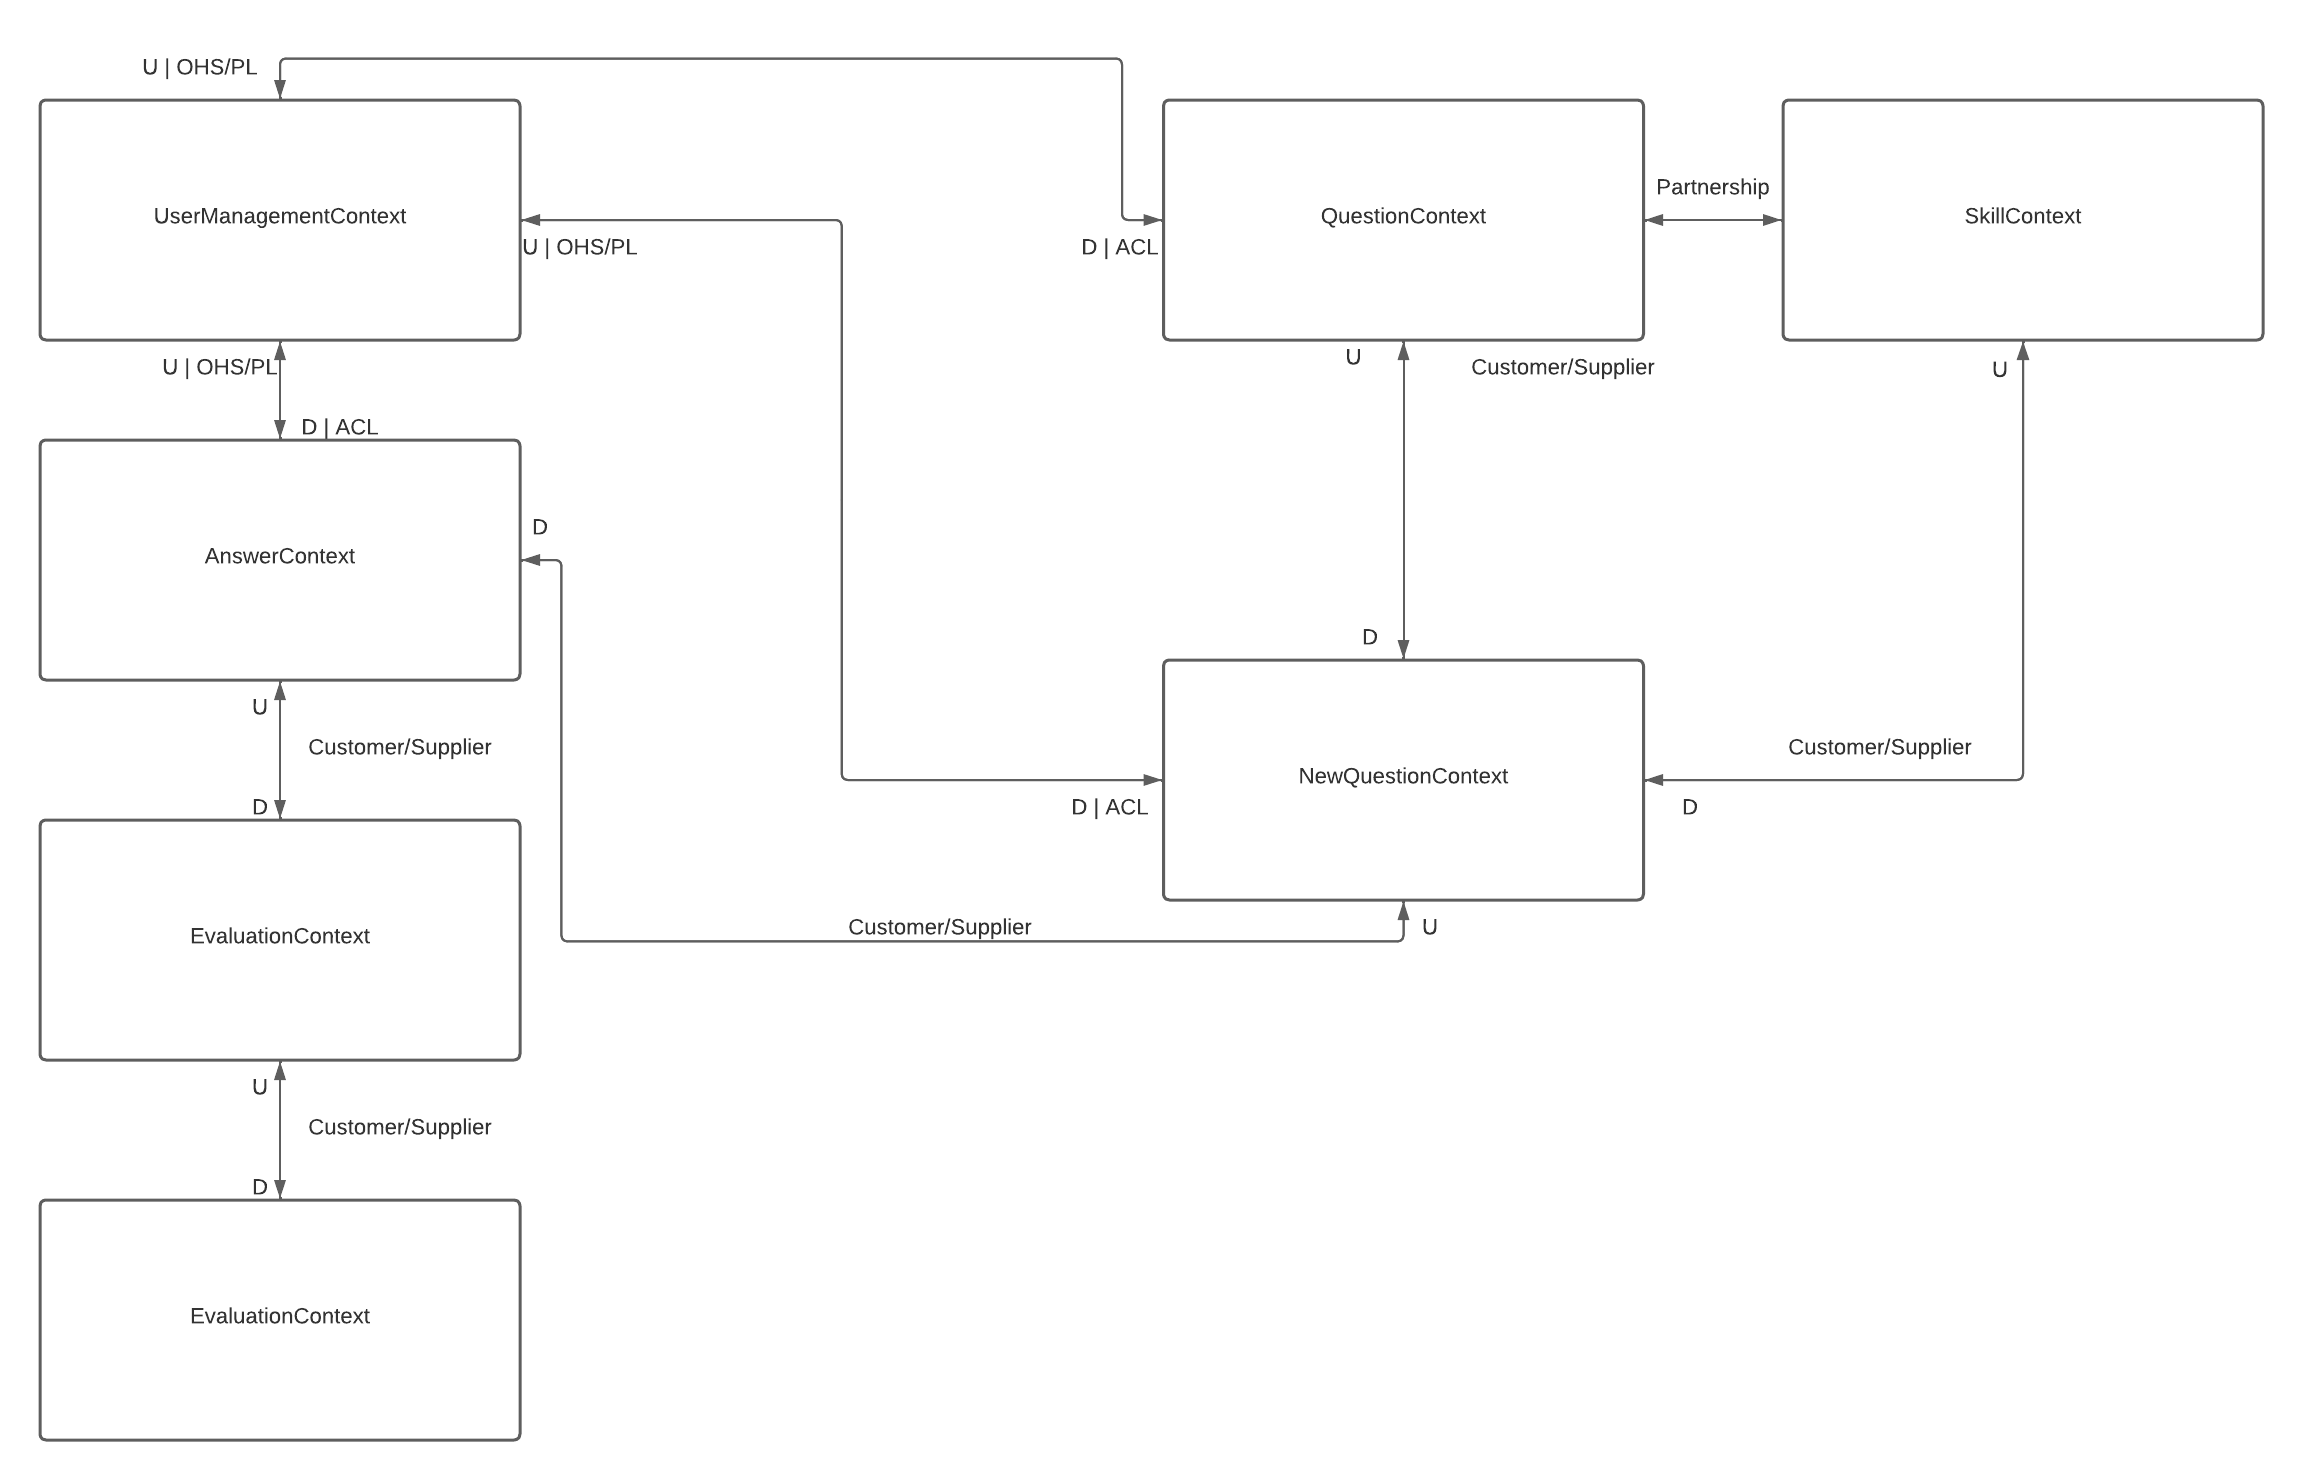 U | OHS/PL
UserManagementContext
QuestionContext
Partnership
SkillContext
U | OHS/PL
D | ACL
U | OHS/PL
U
Customer/Supplier
U
D | ACL
D
AnswerContext
D
U
Customer/Supplier
Customer/Supplier
NewQuestionContext
D
D | ACL
D
EvaluationContext
Customer/Supplier
U
U
Customer/Supplier
D
EvaluationContext